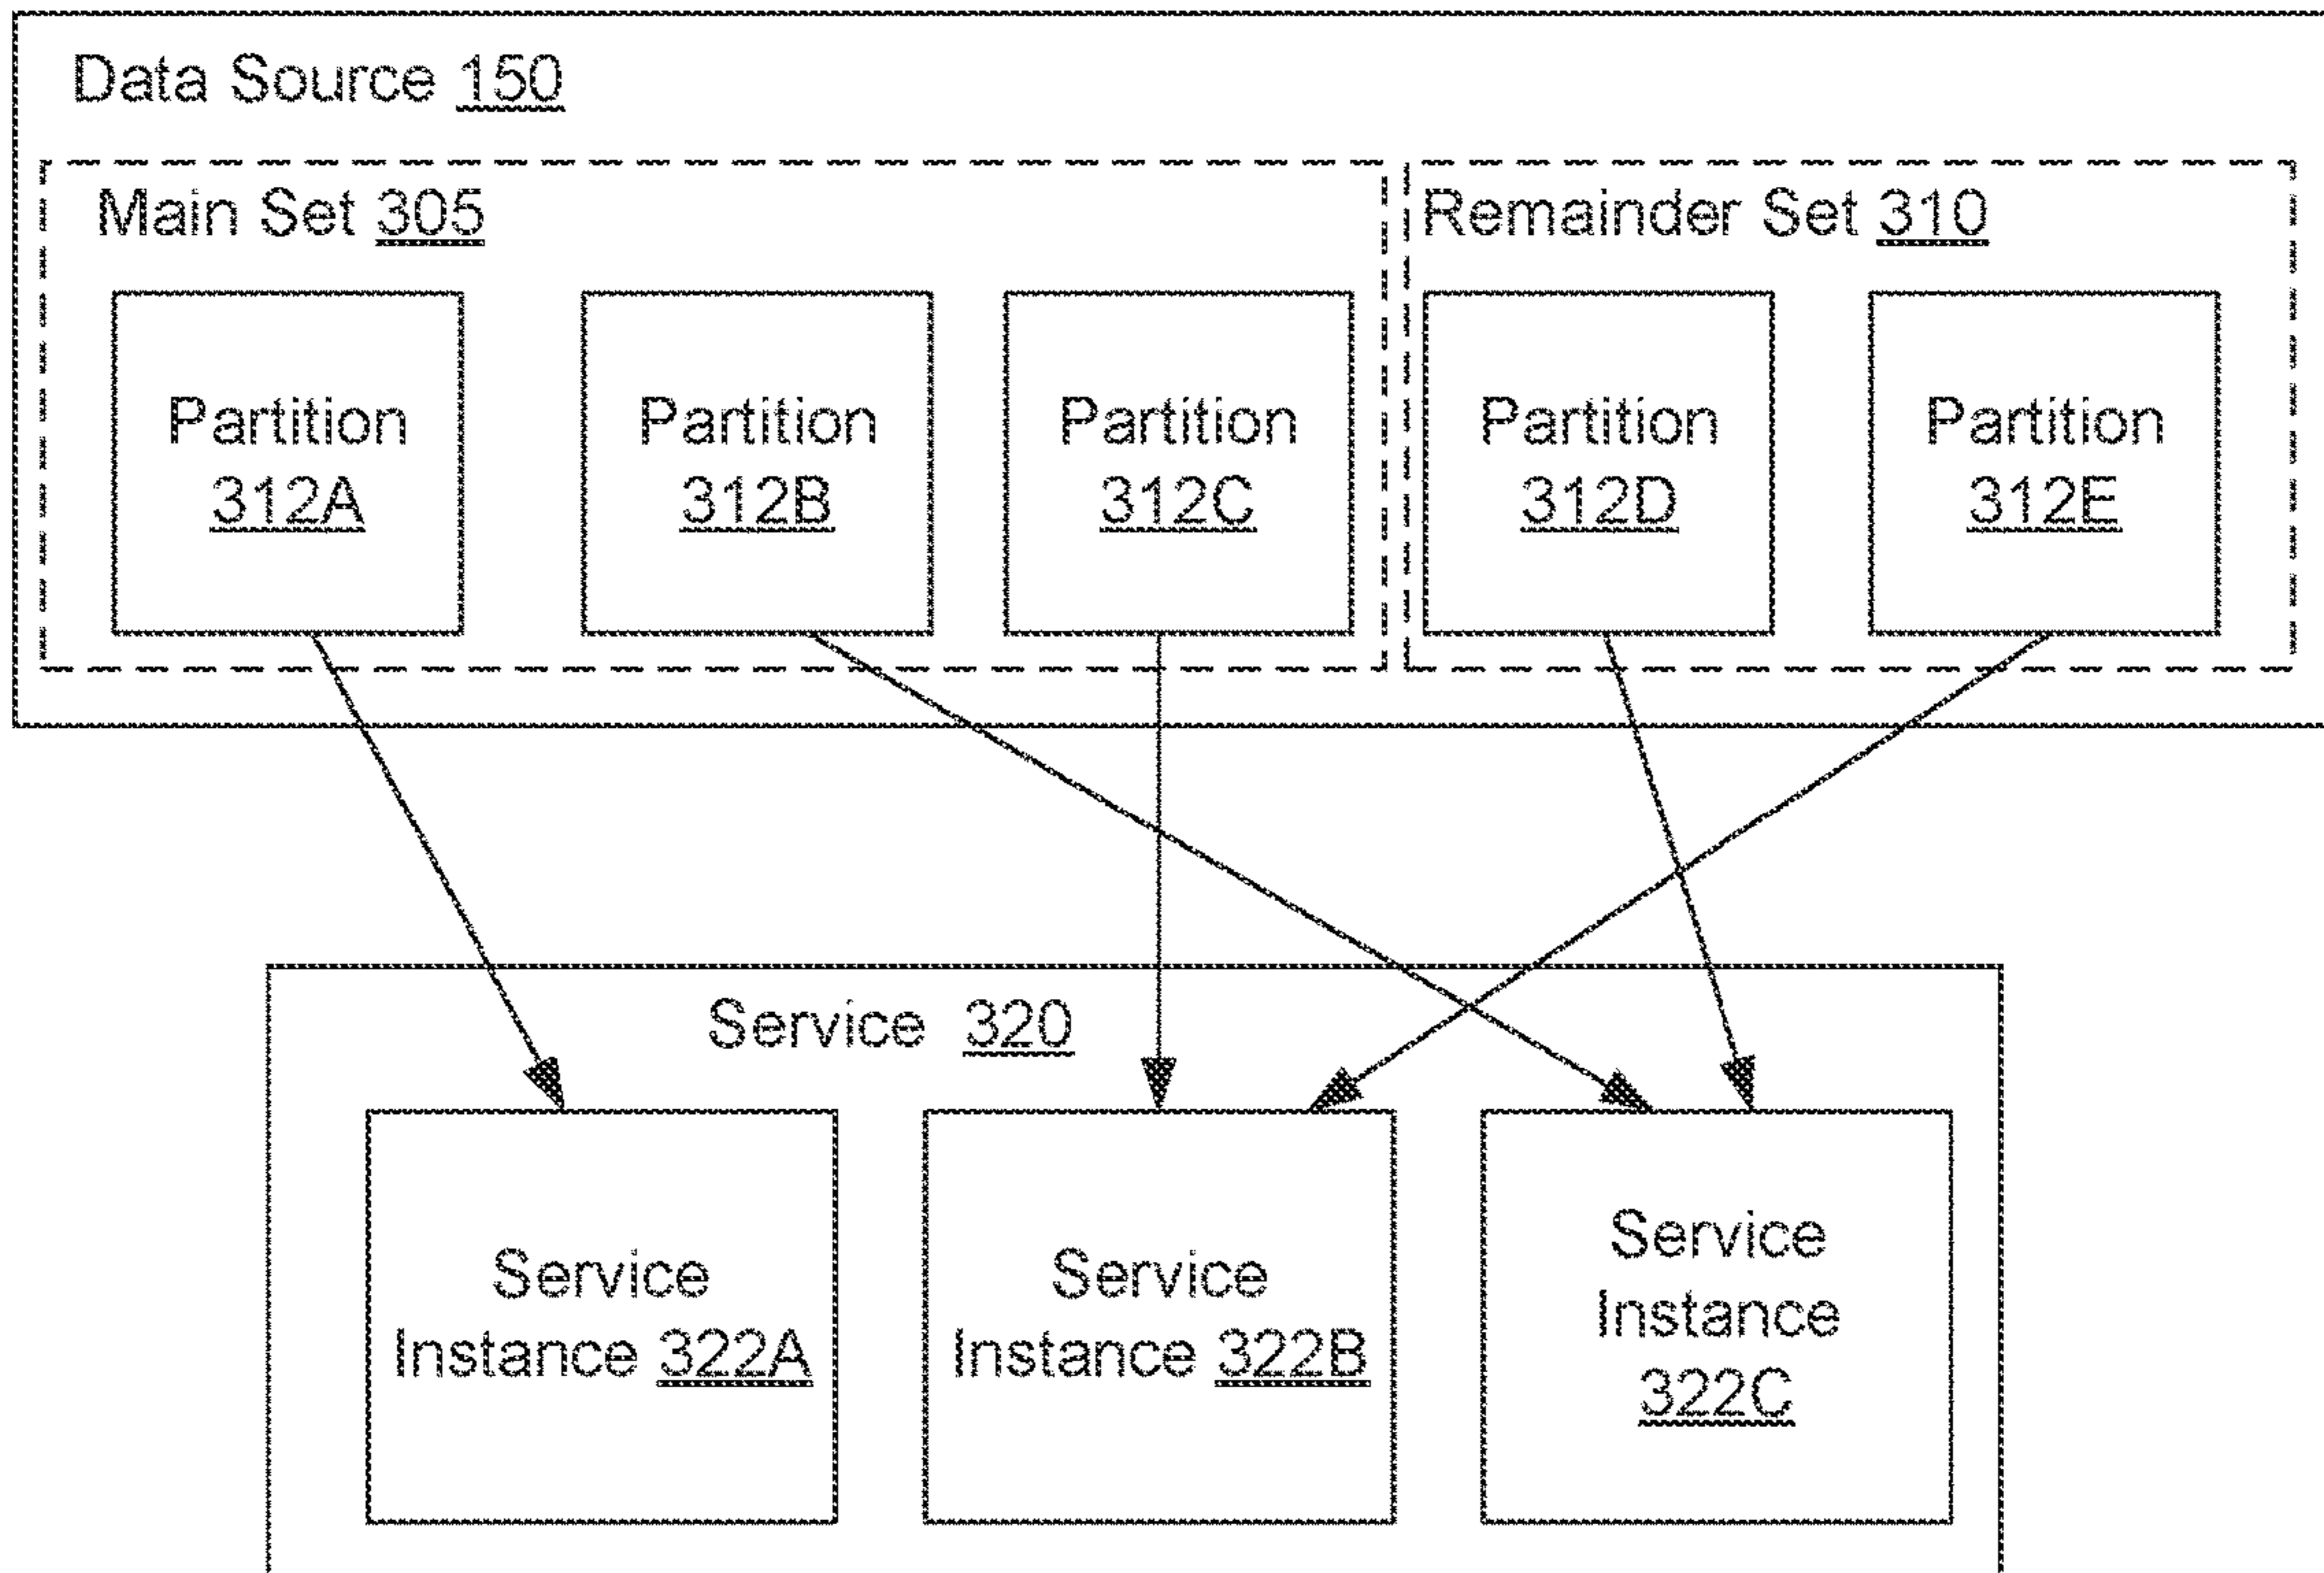 Data Source 150
Main Set 305
Remainder Set 310
Partition
312A
Partition
312B
Partition
312C
Partition
312D
Partition
312E
Service 320
Service
Instance 322A
Service
Instance 322B
Service
Instance
322C